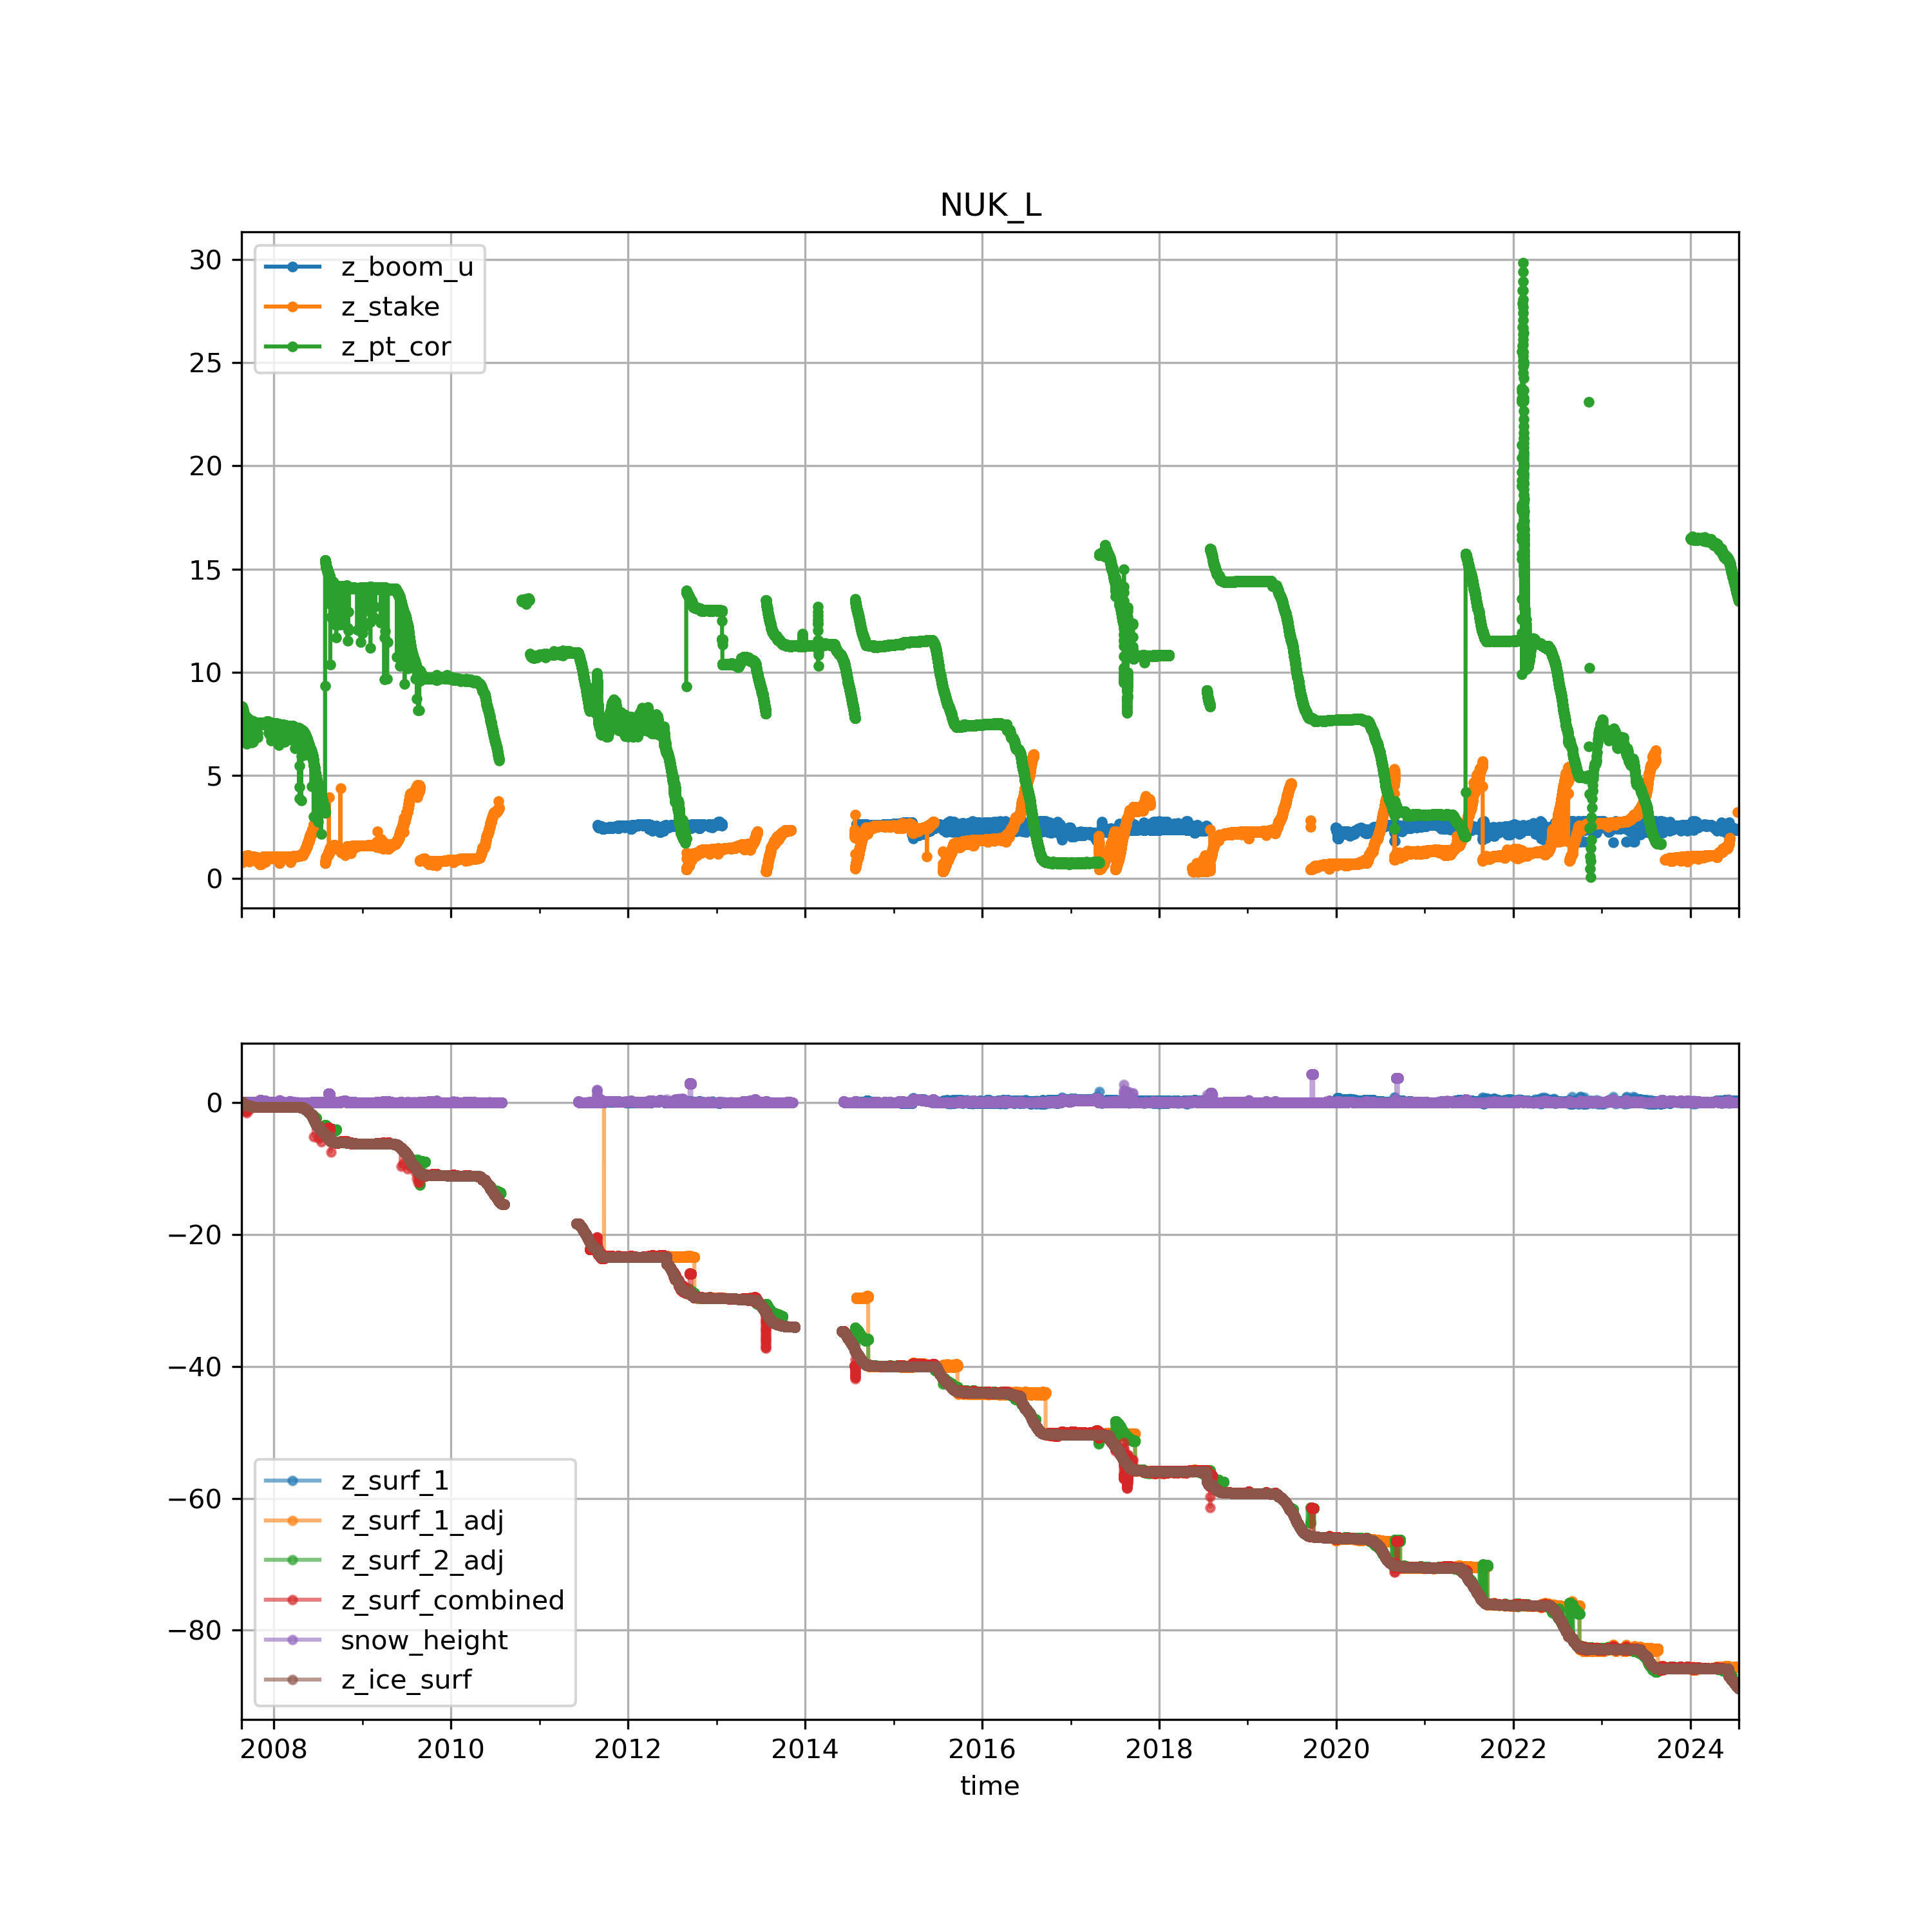 NUK_L
30
25
20
15
10
5
0
z_boom_u
z_stake
z_pt_cor
0
−20
−40
−60
−80
z_surf_1
z_surf_1_adj
z_surf_2_adj
z_surf_combined
snow_height
z_ice_surf
2008 2010 2012 2014 2016 2018 2020 2022 2024
time